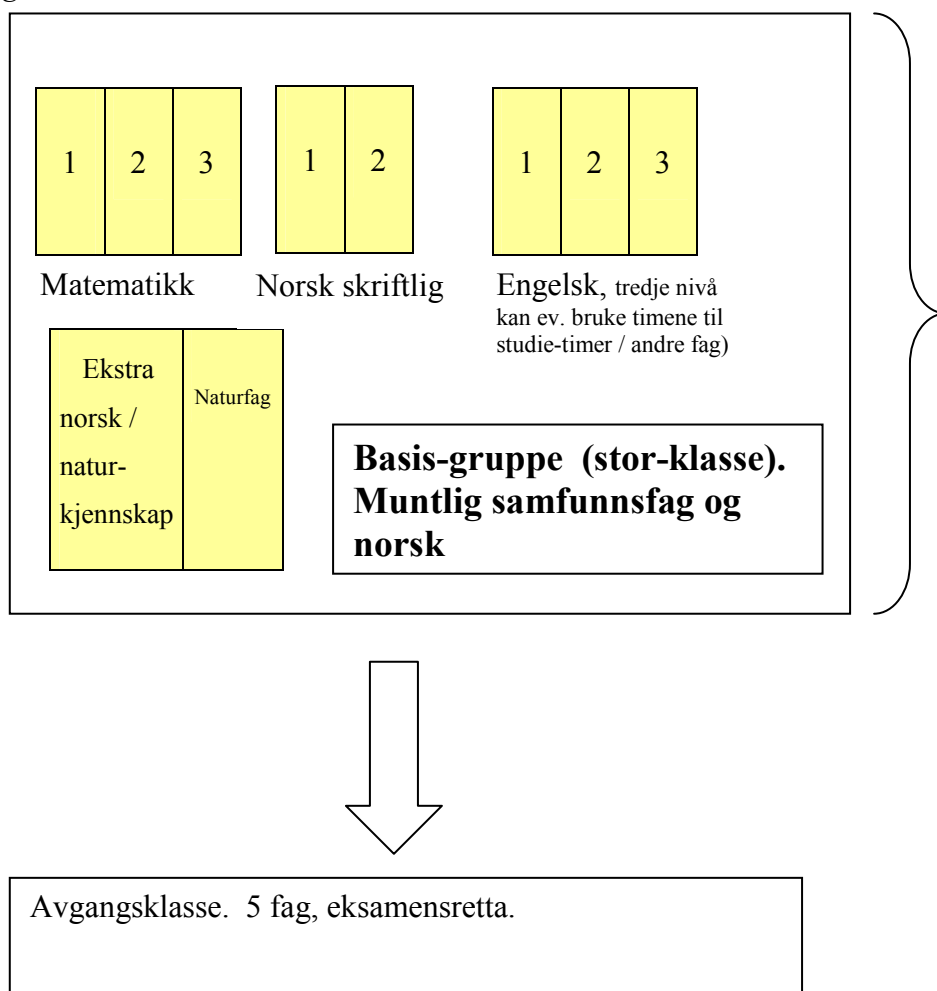 1 2 3
1 2
1 2 3
Matematikk
Norsk skriftlig
Engelsk, tredje nivå
kan ev. bruke timene til
studie-timer / andre fag)
Ekstra
norsk /
natur-
kjennskap
Naturfag
Basis-gruppe (stor-klasse).
Muntlig samfunnsfag og
norsk
Avgangsklasse. 5 fag, eksamensretta.